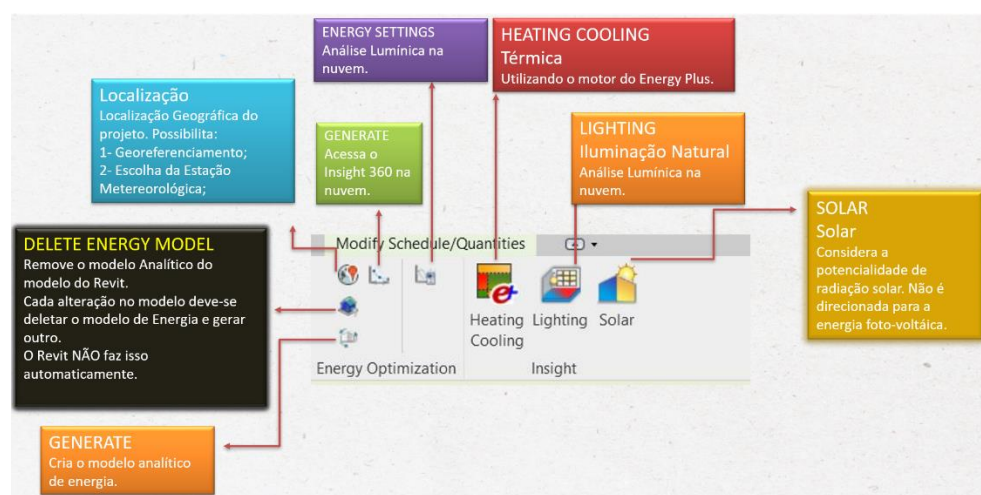 ENERGY SETTINGS
Análise Lumínica na
nuvem.
HEATING COOLING
Térmica
Utilizando o motor do Energy Plus.
Localização
Localização Geográfica do
projeto. Possibilita:
1- Georeferenciamento;
2- Escolha da Estação
Metereorológica;
GENERATE
Acessa o
Insight 360 na
nuvem.
LIGHTING
Iluminação Natural
Análise Lumínica na
nuvem.
SOLAR
Solar
Considera a
potencialidade de
radiação solar. Não é
direcionada para a
energia foto-voltáica.
DELETE ENERGY MODEL
Remove o modelo Analítico do
modelo do Revit.
Cada alteração no modelo deve-se
deletar o modelo de Energia e gerar
outro.
O Revit NÃO faz isso
automaticamente.
Modify Schedule/Quantities
Heating Lighting Solar
Cooling
Energy Optimization Insight
GENERATE
Cria o modelo analítico
de energia.